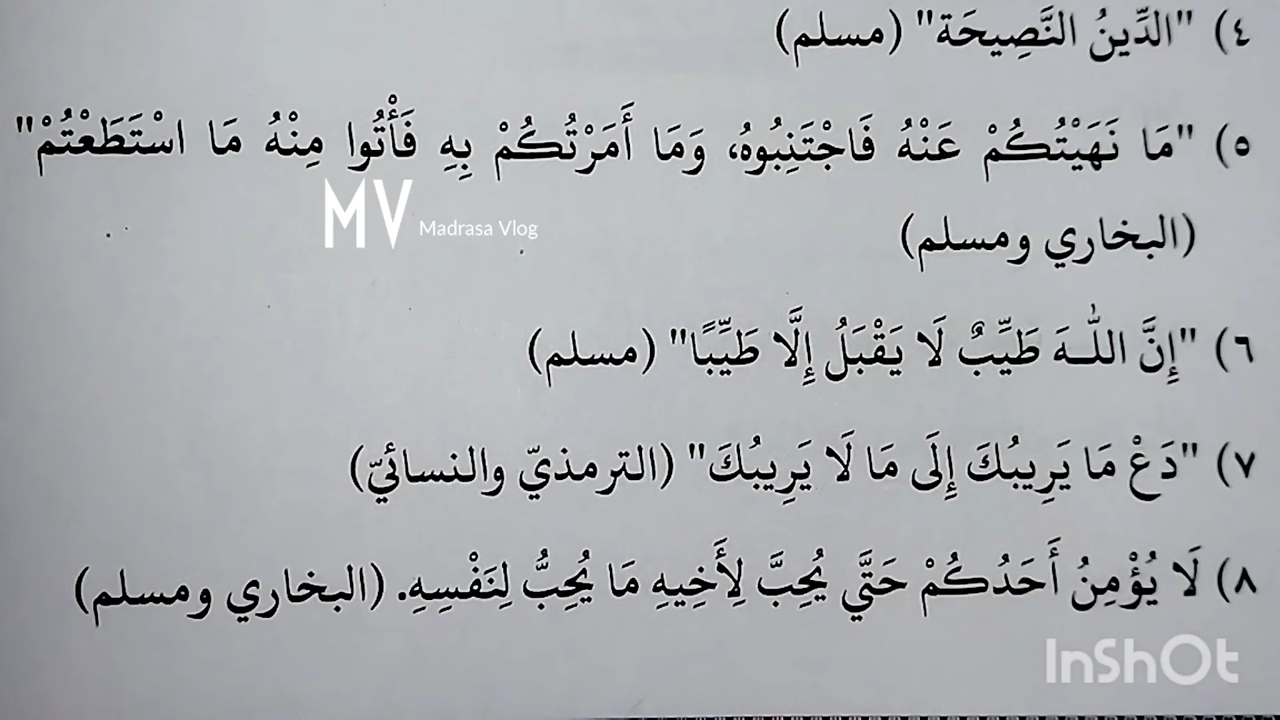 ٤) "الدِّينُ النَّصِيحَة" (مسلم)
٥) "مَا نَهَيْتُكُمْ عَنْهُ فَاجْتَنِبُوهُ، وَمَا أَمَرْتُكُمْ بِهِ فَأْتُوا مِنْهُ مَا اسْتَطَعْتُمْ"
MV Madrasa Vlog
(البخاري ومسلم)
٦) "إِنَّ اللّٰـهَ طَيِّبٌ لَا يَقْبَلُ إِلَّا طَيِّبًا" (مسلم)
٧) "دَعْ مَا يَرِيبُكَ إِلَى مَا لَا يَرِيبُكَ" (الترمذيّ والنسائيّ)
٨) لَا يُؤْمِنُ أَحَدُكُمْ حَتَّى يُحِبَّ لِأَخِيهِ مَا يُحِبُّ لِنَفْسِهِ. (البخاري ومسلم)
InShOt